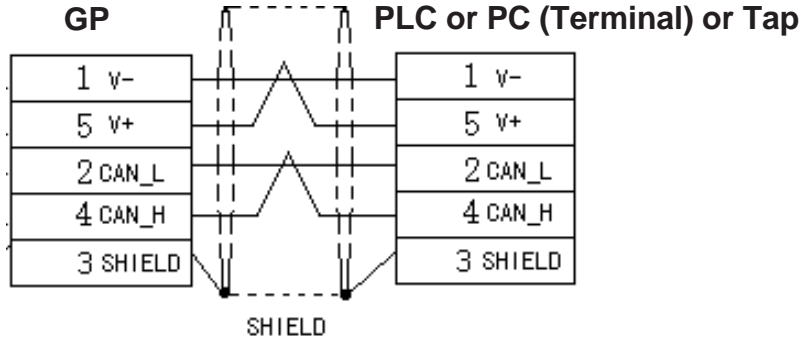 GP PLC or PC (Terminal) or Tap
1 V- 1 V-
5 V+ 5 V+
2 CAN_L 2 CAN_L
4 CAN_H 4 CAN_H
3 SHIELD 3 SHIELD
SHIELD